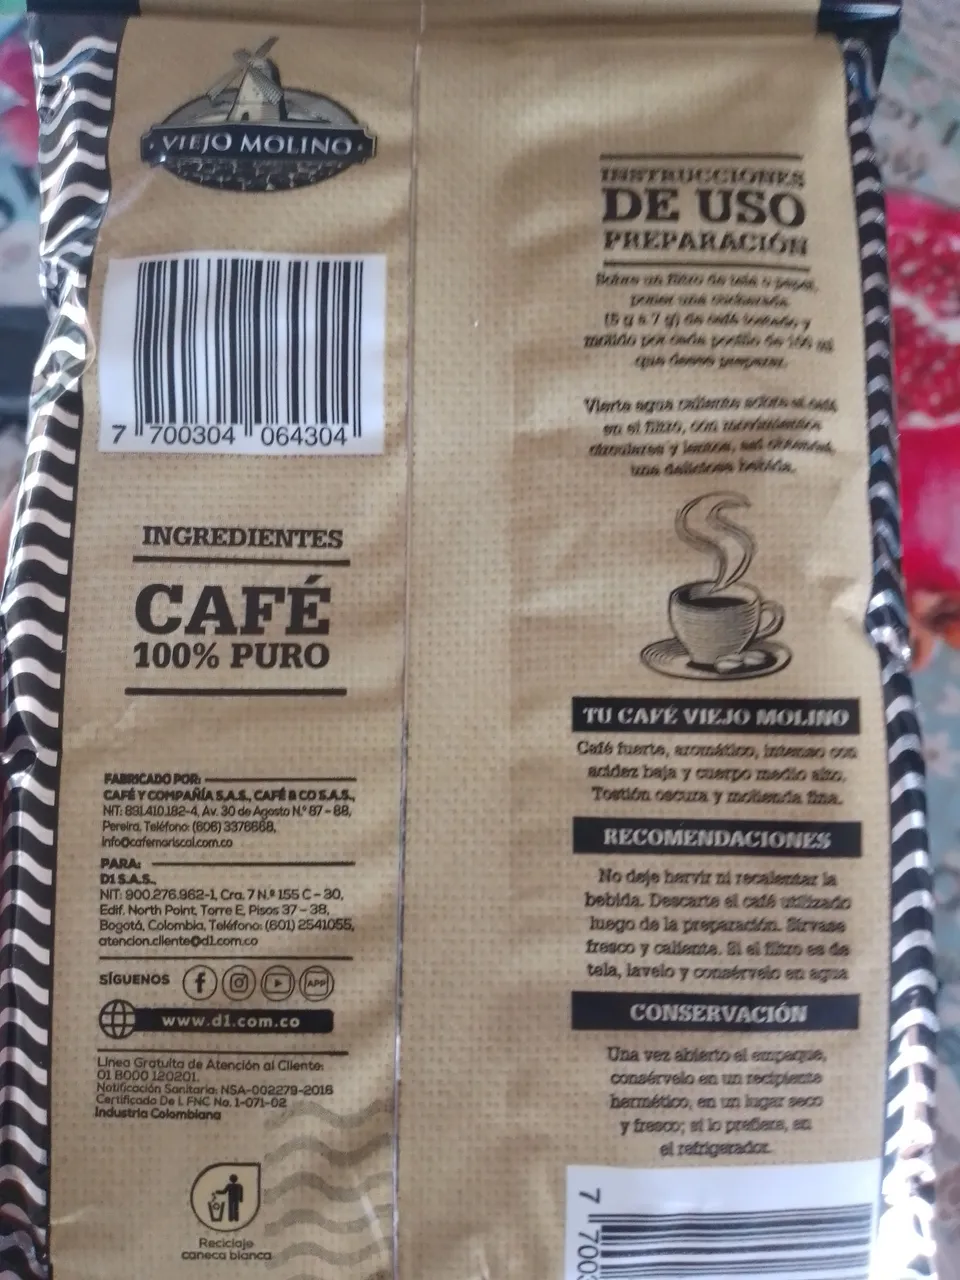 VIEJO MOLINO
7 700304 064304
INGREDIENTES
CAFÉ
100% PURO
FABRICADO POR:
CAFÉ Y COMPAÑÍA S.A.S., CAFÉ & CO S.A.S.,
NIT: 891.410.182-4, Av. 30 de Agosto N.º 87 - 88,
Pereira, Teléfono: (606) 3376668,
info@cafemariscal.com.co
PARA:
D1 S.A.S.,
NIT: 900.276.962-1, Cra. 7 N.º 155 C - 30,
Edif. North Point, Torre E, Pisos 37 - 38,
Bogotá, Colombia, Teléfono: (601) 2541055,
atencion.cliente@d1.com.co
SÍGUENOS
APP
www.d1.com.co
Línea Gratuita de Atención al Cliente:
01 8000 120201.
Notificación Sanitaria: NSA-002279-2016
Certificado De L FNC No. 1-071-02
Industria Colombiana
Reciclaje
caneca blanca
INSTRUCCIONES
DE USO
PREPARACIÓN
Sobre un filtro de tela o papel,
poner una cucharada
(5 g a 7 g) de café tostado y
molido por cada pocillo de 100 ml
que desee preparar.
Vierta agua caliente sobre el café,
en el filtro, con movimientos
circulares y lentos, así obtendrá,
una deliciosa bebida.
TU CAFÉ VIEJO MOLINO
Café fuerte, aromático, intenso con
acidez baja y cuerpo medio alto.
Tostión oscura y molienda fina.
RECOMENDACIONES
No deje hervir ni recalentar la
bebida. Descarte el café utilizado
luego de la preparación. Sírvase
fresco y caliente. Si el filtro es de
tela, lavelo y consérvelo en agua
CONSERVACIÓN
Una vez abierto el empaque,
consérvelo en un recipiente
hermético, en un lugar seco
y fresco; si lo prefiere, en
el refrigerador.
7 7003